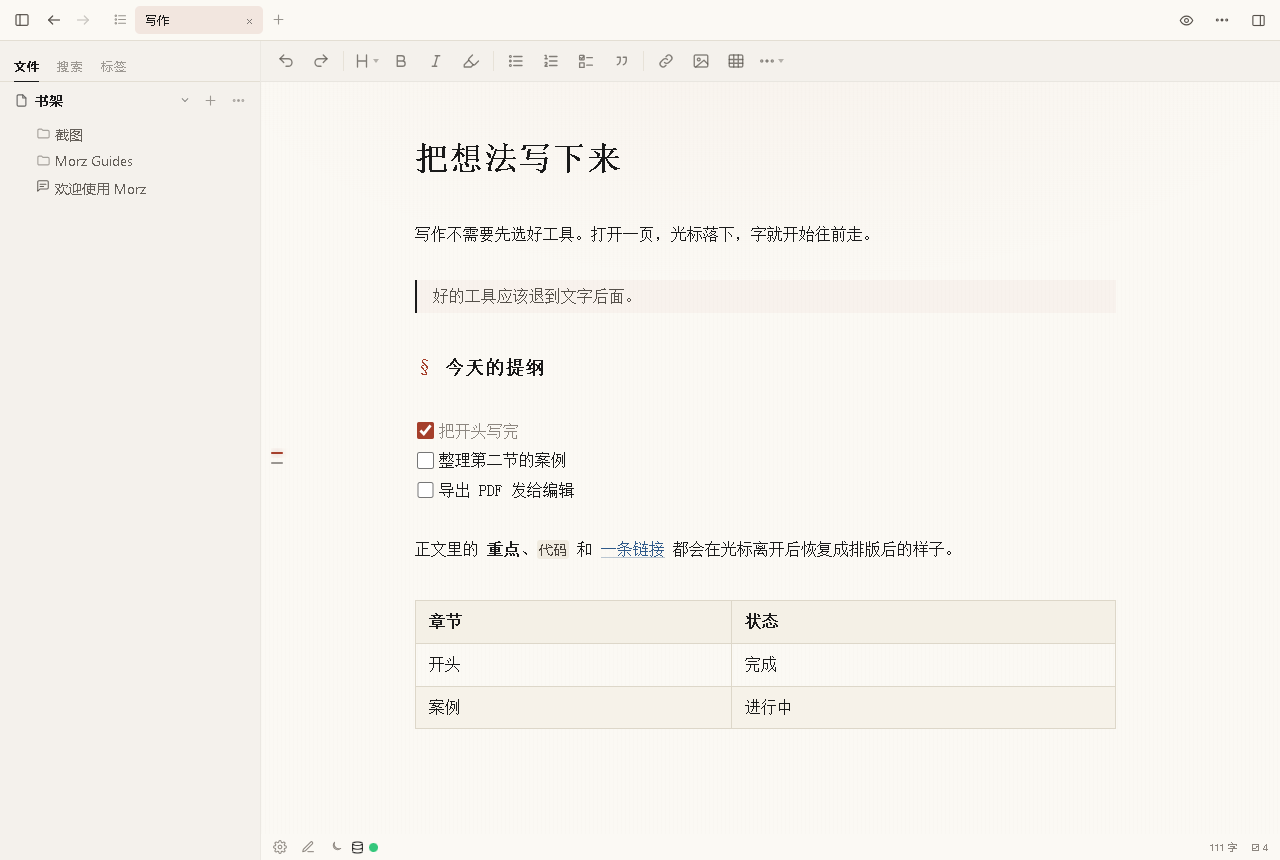 写作
文件 搜索 标签
书架
截图
Morz Guides
欢迎使用 Morz
把想法写下来
写作不需要先选好工具。打开一页，光标落下，字就开始往前走。
好的工具应该退到文字后面。
§ 今天的提纲
把开头写完
整理第二节的案例
导出 PDF 发给编辑
正文里的 重点、代码 和 一条链接 都会在光标离开后恢复成排版后的样子。
章节 状态
开头 完成
案例 进行中
111 字 4